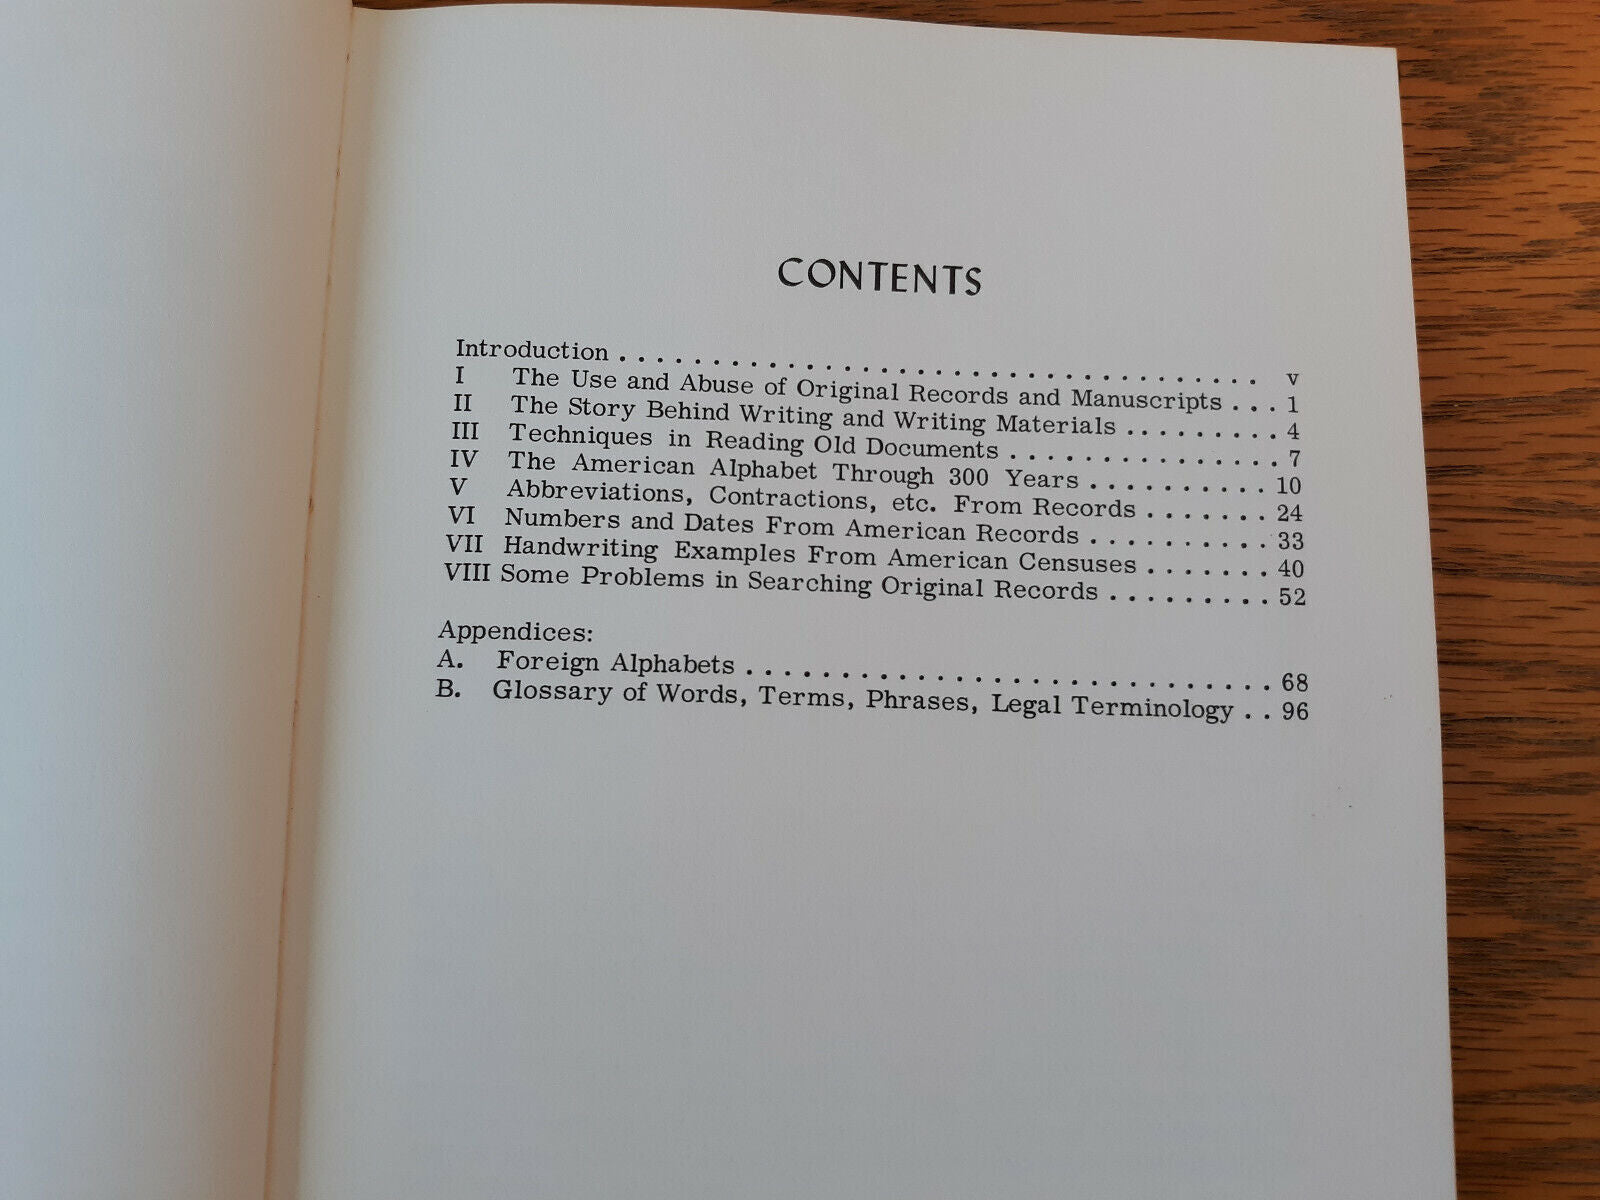 CONTENTS
Introduction . . . . . . . . . . . . . . . . . . . . . . . . . . . . . . . . . . v
I The Use and Abuse of Original Records and Manuscripts . . . 1
II The Story Behind Writing and Writing Materials . . . . . . . . 4
III Techniques in Reading Old Documents . . . . . . . . . . . . . . . 7
IV The American Alphabet Through 300 Years . . . . . . . . . . 10
V Abbreviations, Contractions, etc. From Records . . . . . . . 24
VI Numbers and Dates From American Records . . . . . . . . . . 33
VII Handwriting Examples From American Censuses . . . . . . . 40
VIII Some Problems in Searching Original Records . . . . . . . . . 52
Appendices:
A. Foreign Alphabets . . . . . . . . . . . . . . . . . . . . . . . . . . . . 68
B. Glossary of Words, Terms, Phrases, Legal Terminology . . 96